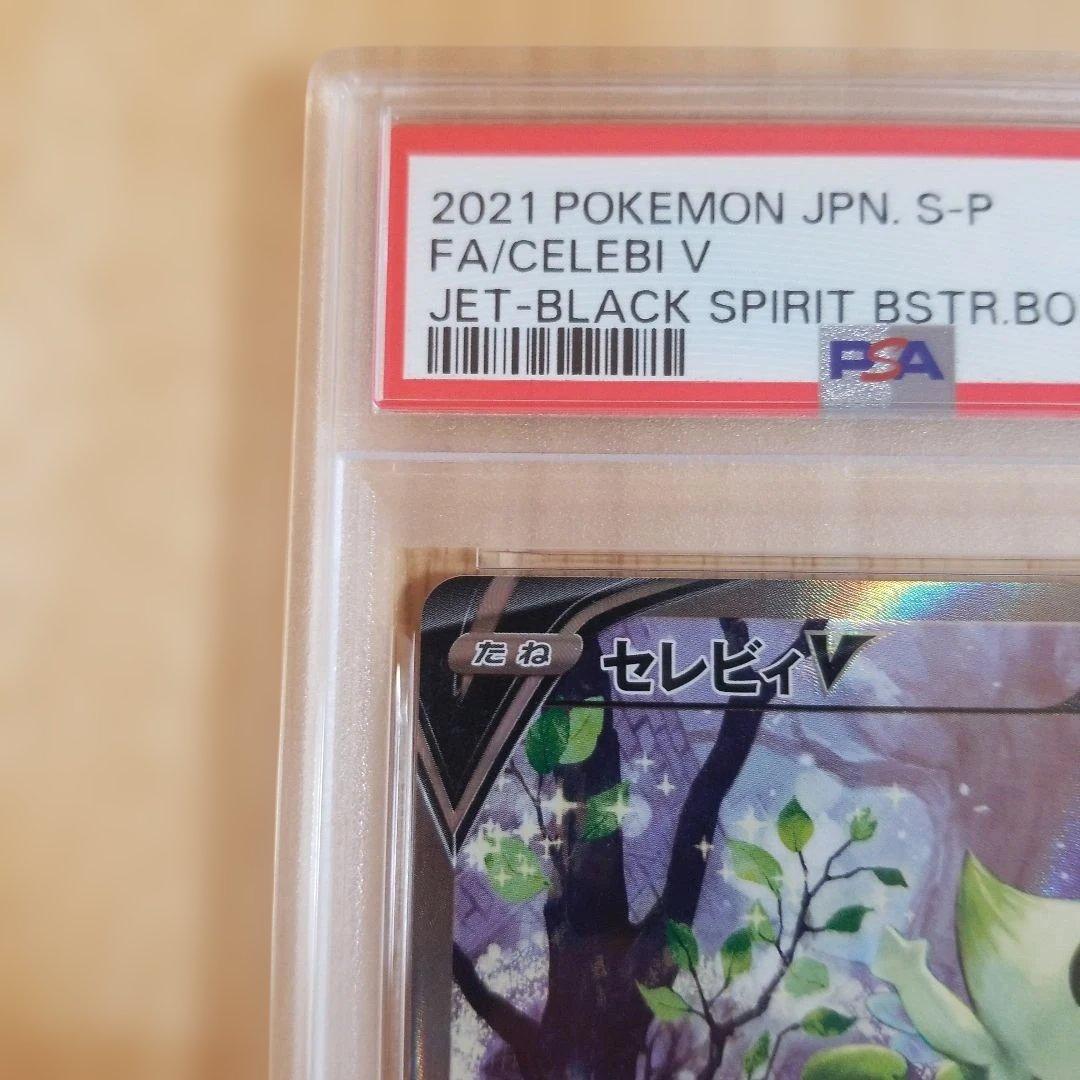 2021 POKEMON JPN. S-P
FA/CELEBI V
JET-BLACK SPIRIT BSTR.BO
PSA
たね セレビィV